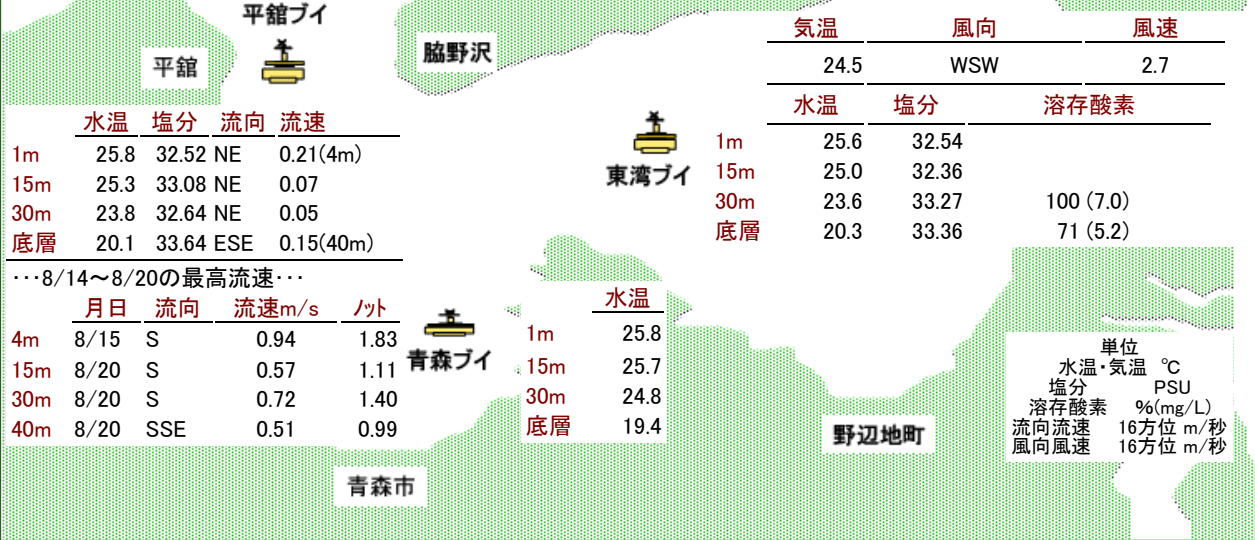 平舘ブイ
平舘
脇野沢
水温 塩分 流向 流速
1m 25.8 32.52 NE 0.21(4m)
15m 25.3 33.08 NE 0.07
30m 23.8 32.64 NE 0.05
底層 20.1 33.64 ESE 0.15(40m)
･･･8/14～8/20の最高流速･･･
月日 流向 流速m/s ﾉｯﾄ
4m 8/15 S 0.94 1.83
15m 8/20 S 0.57 1.11
30m 8/20 S 0.72 1.40
40m 8/20 SSE 0.51 0.99
気温 風向 風速
24.5 WSW 2.7
水温 塩分 溶存酸素
1m 25.6 32.54
15m 25.0 32.36
30m 23.6 33.27 100 (7.0)
底層 20.3 33.36 71 (5.2)
東湾ブイ
青森ブイ
水温
1m 25.8
15m 25.7
30m 24.8
底層 19.4
単位
水温･気温 ℃
塩分 PSU
溶存酸素 %(mg/L)
流向流速 16方位 m/秒
風向風速 16方位 m/秒
野辺地町
青森市